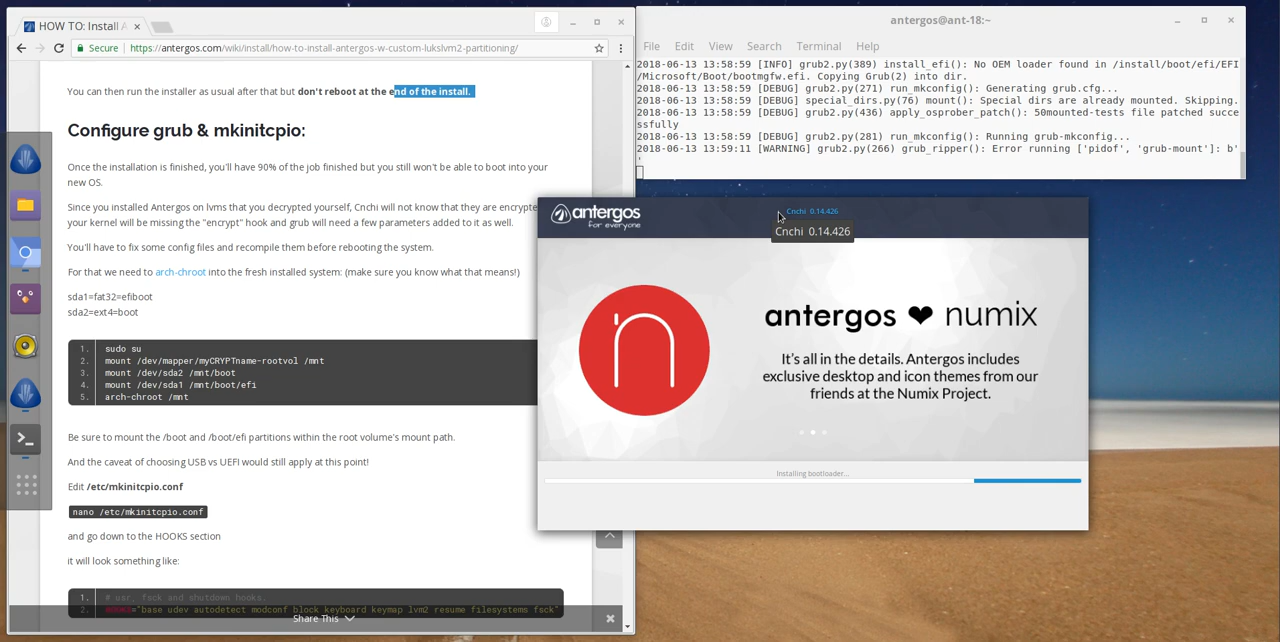 HOW TO: Install A
Secure
https://antergos.com/wiki/install/how-to-install-antergos-w-custom-lukslvm2-partitioning/
You can then run the installer as usual after that but don't reboot at the end of the install.
Configure grub & mkinitcpio:
Once the installation is finished, you'll have 90% of the job finished but you still won't be able to boot into your
new OS.
Since you installed Antergos on lvms that you decrypted yourself, Cnchi will not know that they are encrypte
your kernel will be missing the "encrypt" hook and grub will need a few parameters added to it as well.
You'll have to fix some config files and recompile them before rebooting the system.
For that we need to arch-chroot into the fresh installed system: (make sure you know what that means!)
sda1=fat32=efiboot
sda2=ext4=boot
1. sudo su
2. mount /dev/mapper/myCRYPTname-rootvol /mnt
3. mount /dev/sda2 /mnt/boot
4. mount /dev/sda1 /mnt/boot/efi
5. arch-chroot /mnt
Be sure to mount the /boot and /boot/efi partitions within the root volume's mount path.
And the caveat of choosing USB vs UEFI would still apply at this point!
Edit /etc/mkinitcpio.conf
nano /etc/mkinitcpio.conf
and go down to the HOOKS section
it will look something like:
1. # usr, fsck and shutdown hooks.
2. HOOKS="base udev autodetect modconf block keyboard keymap lvm2 resume filesystems fsck"
Share This
antergos@ant-18:~
File Edit View Search Terminal Help
2018-06-13 13:58:59 [INFO] grub2.py(389) install_efi(): No OEM loader found in /install/boot/efi/EFI
/Microsoft/Boot/bootmgfw.efi. Copying Grub(2) into dir.
2018-06-13 13:58:59 [DEBUG] grub2.py(271) run_mkconfig(): Generating grub.cfg...
2018-06-13 13:58:59 [DEBUG] special_dirs.py(76) mount(): Special dirs are already mounted. Skipping.
2018-06-13 13:58:59 [DEBUG] grub2.py(436) apply_osprober_patch(): 50mounted-tests file patched succe
ssfully
2018-06-13 13:58:59 [DEBUG] grub2.py(281) run_mkconfig(): Running grub-mkconfig...
2018-06-13 13:59:11 [WARNING] grub2.py(266) grub_ripper(): Error running ['pidof', 'grub-mount']: b'
'
antergos
for everyone
Cnchi 0.14.426
Cnchi 0.14.426
n
antergos ❤ numix
It's all in the details. Antergos includes
exclusive desktop and icon themes from our
friends at the Numix Project.
Installing bootloader...